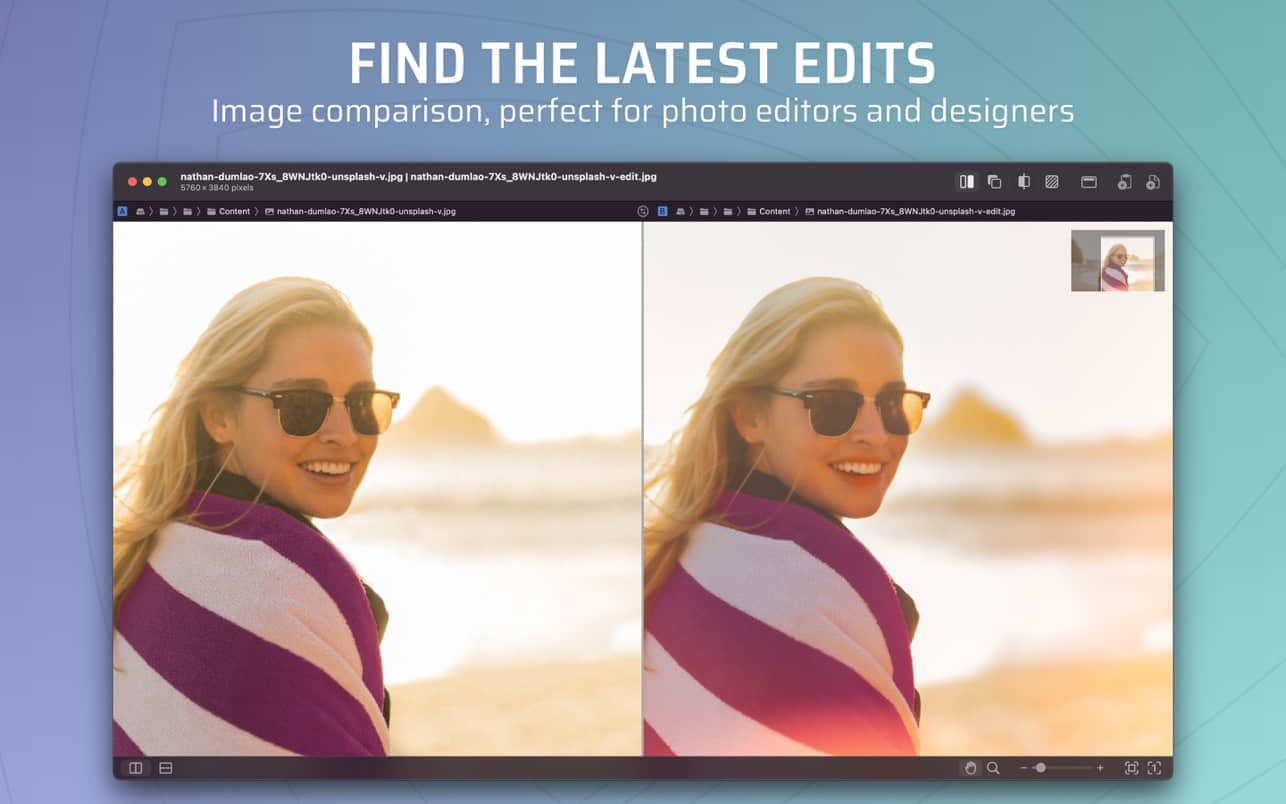 FIND THE LATEST EDITS
Image comparison, perfect for photo editors and designers
nathan-dumlao-7Xs_8WNJtk0-unsplash-v.jpg | nathan-dumlao-7Xs_8WNJtk0-unsplash-v-edit.jpg
5760 × 3840 pixels
A Content nathan-dumlao-7Xs_8WNJtk0-unsplash-v.jpg
B Content nathan-dumlao-7Xs_8WNJtk0-unsplash-v-edit.jpg